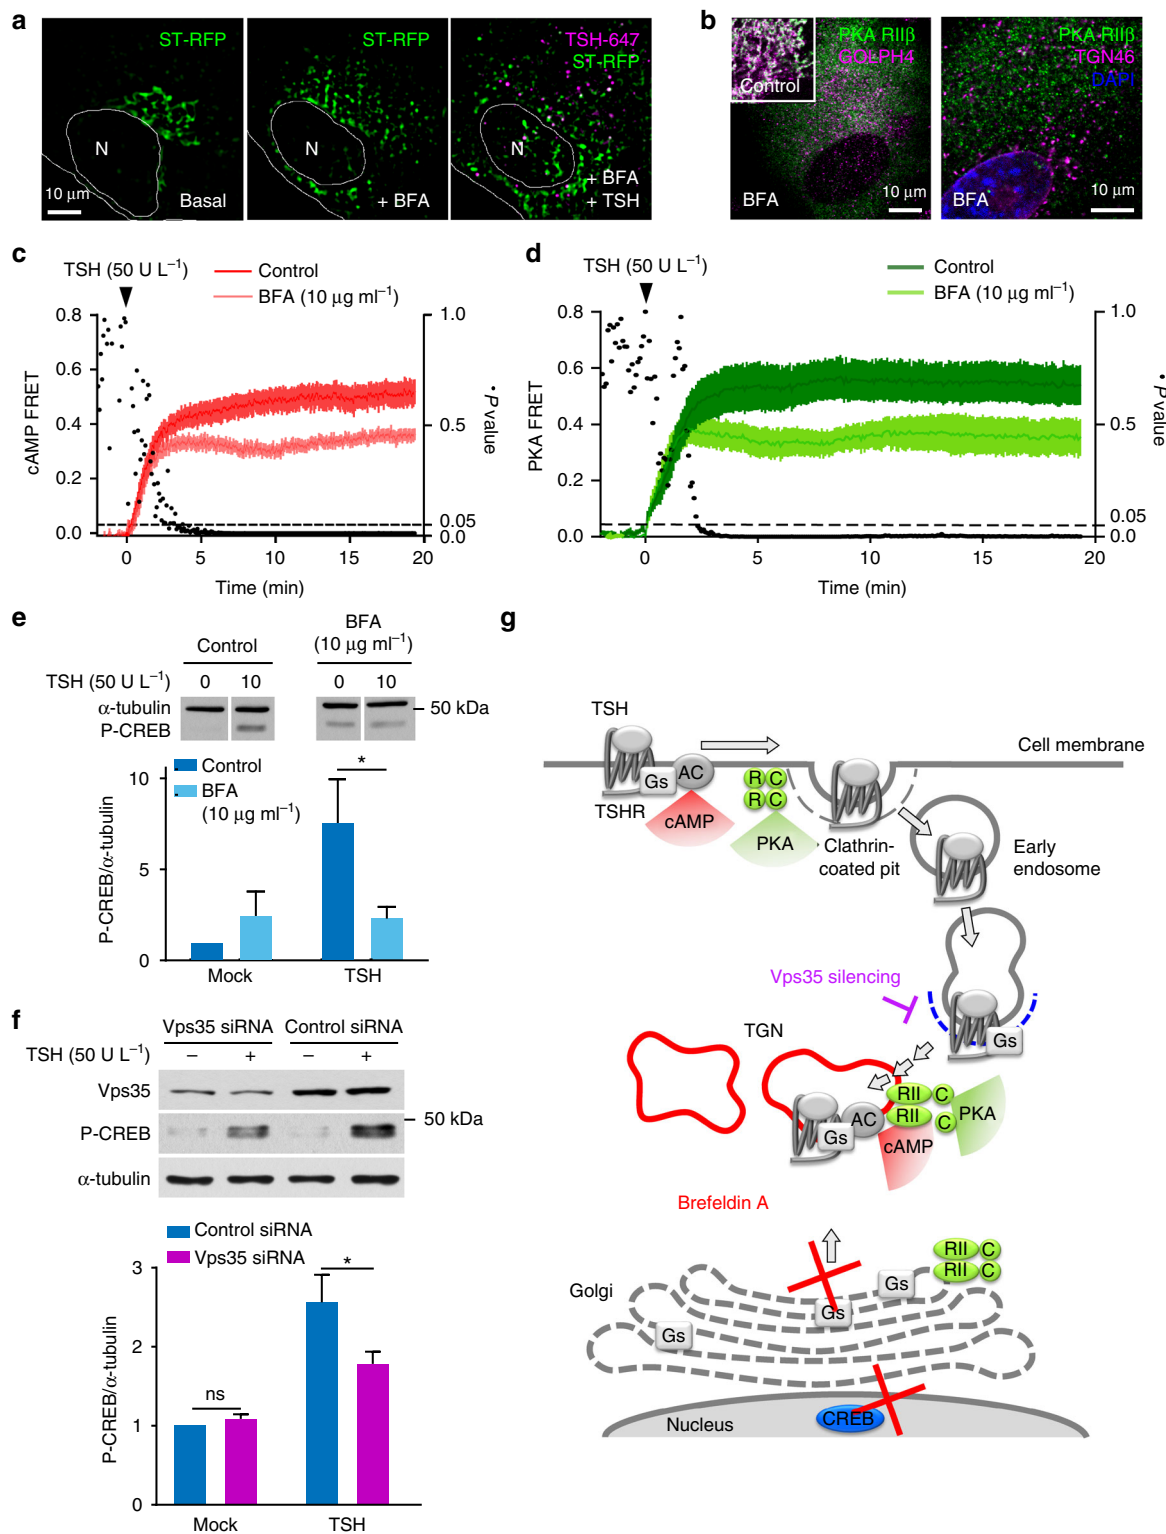 a
ST-RFP
N
10 µm
Basal
ST-RFP
N
+ BFA
TSH-647
ST-RFP
N
+ BFA
+ TSH
b
PKA RIIβ
GOLPH4
Control
BFA
10 µm
PKA RIIβ
TGN46
DAPI
BFA
10 µm
c
TSH (50 U L⁻¹)
Control
BFA (10 µg ml⁻¹)
cAMP FRET
0.8
0.6
0.4
0.2
0.0
1.0
0.5
0.05
0.0
• P value
0 5 10 15 20
Time (min)
d
TSH (50 U L⁻¹)
Control
BFA (10 µg ml⁻¹)
PKA FRET
0.8
0.6
0.4
0.2
0.0
1.0
0.5
0.05
0.0
• P value
0 5 10 15 20
Time (min)
e
Control
BFA
(10 µg ml⁻¹)
TSH (50 U L⁻¹) 0 10 0 10
α-tubulin
50 kDa
P-CREB
Control
BFA
(10 µg ml⁻¹)
*
P-CREB/α-tubulin
10
5
0
Mock TSH
f
Vps35 siRNA Control siRNA
TSH (50 U L⁻¹) – + – +
Vps35
50 kDa
P-CREB
α-tubulin
Control siRNA
Vps35 siRNA
P-CREB/α-tubulin
3
2
1
0
ns
*
Mock TSH
g
TSH
Cell membrane
Gs
AC
TSHR
cAMP
R C
R C
PKA
Clathrin-
coated pit
Early
endosome
Vps35 silencing
Gs
TGN
Gs
AC
RII C
RII C
cAMP
PKA
Brefeldin A
Golgi
Gs
Gs
Gs
RII C
RII C
CREB
Nucleus